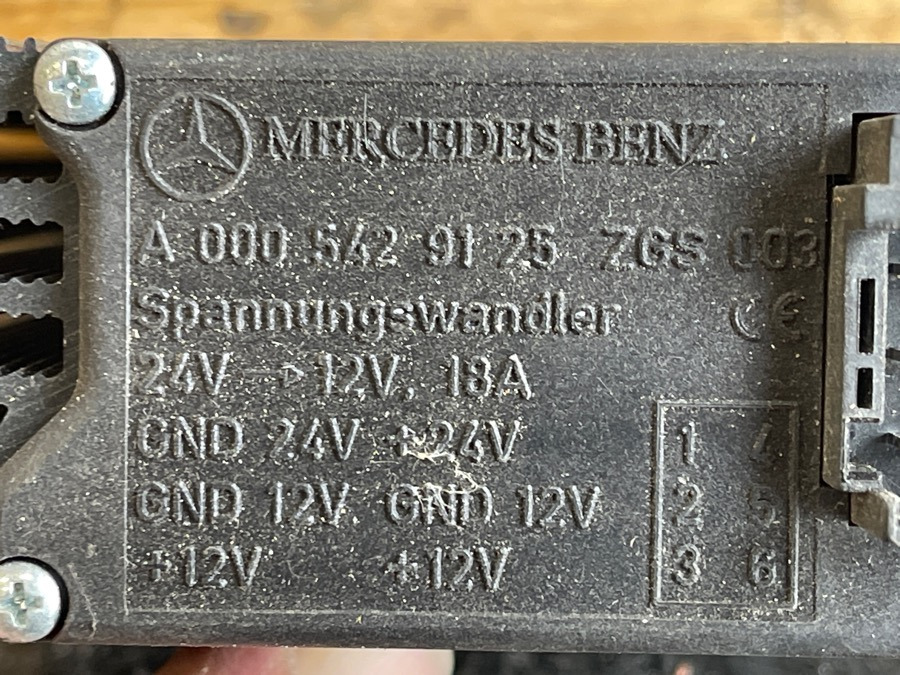 MERCEDES BENZ
A 000 542 91 25 ZGS 003
Spannungswandler CE
24V -> 12V, 18A
GND 24V +24V 1 4
GND 12V GND 12V 2 5
+12V +12V 3 6